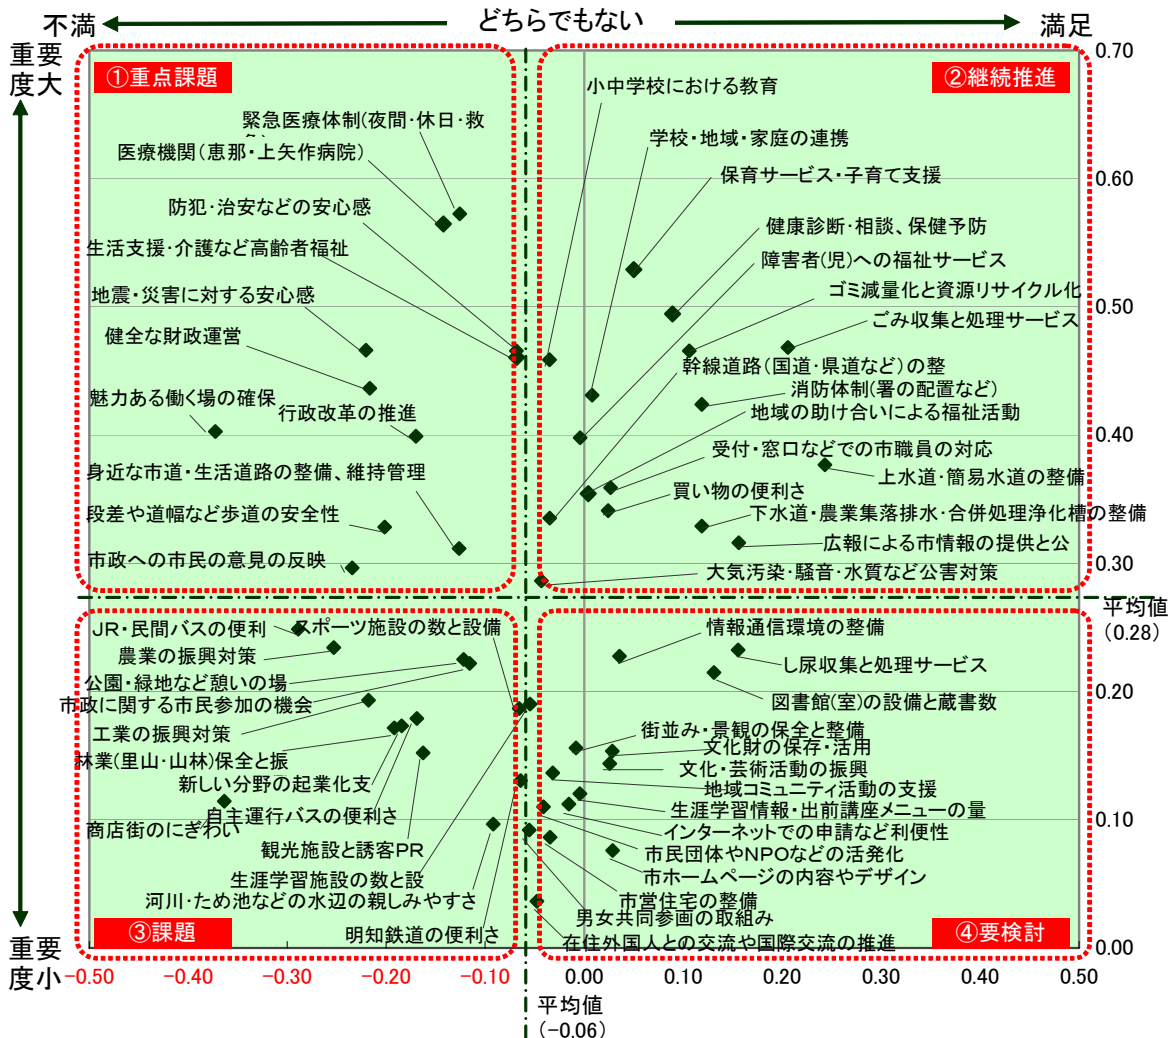 不満
どちらでもない
満足
重要
度大
0.70
①重点課題
②継続推進
小中学校における教育
緊急医療体制(夜間・休日・救
学校・地域・家庭の連携
医療機関(恵那・上矢作病院)
保育サービス・子育て支援
0.60
防犯・治安などの安心感
健康診断・相談、保健予防
生活支援・介護など高齢者福祉
障害者(児)への福祉サービス
地震・災害に対する安心感
ゴミ減量化と資源リサイクル化
0.50
ごみ収集と処理サービス
健全な財政運営
幹線道路(国道・県道など)の整
消防体制(署の配置など)
魅力ある働く場の確保
行政改革の推進
地域の助け合いによる福祉活動
0.40
受付・窓口などでの市職員の対応
身近な市道・生活道路の整備、維持管理
上水道・簡易水道の整備
買い物の便利さ
段差や道幅など歩道の安全性
下水道・農業集落排水・合併処理浄化槽の整備
広報による市情報の提供と公
市政への市民の意見の反映
0.30
大気汚染・騒音・水質など公害対策
平均値
(0.28)
JR・民間バスの便利
スポーツ施設の数と設備
情報通信環境の整備
農業の振興対策
し尿収集と処理サービス
公園・緑地など憩いの場
0.20
市政に関する市民参加の機会
図書館(室)の設備と蔵書数
工業の振興対策
街並み・景観の保全と整備
文化財の保存・活用
林業(里山・山林)保全と振
文化・芸術活動の振興
新しい分野の起業化支
地域コミュニティ活動の支援
自主運行バスの便利さ
生涯学習情報・出前講座メニューの量
0.10
商店街のにぎわい
インターネットでの申請など利便性
観光施設と誘客PR
市民団体やNPOなどの活発化
生涯学習施設の数と設
市ホームページの内容やデザイン
河川・ため池などの水辺の親しみやすさ
市営住宅の整備
男女共同参画の取組み
③課題
明知鉄道の便利さ
在住外国人との交流や国際交流の推進
④要検討
0.00
重要
度小
-0.50
-0.40
-0.30
-0.20
-0.10
0.00
0.10
0.20
0.30
0.40
0.50
平均値
(-0.06)